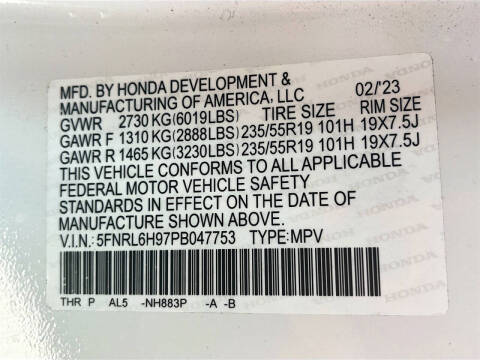 MFD. BY HONDA DEVELOPMENT &
MANUFACTURING OF AMERICA, LLC 02/'23
GVWR 2730 KG(6019LBS) TIRE SIZE RIM SIZE
GAWR F 1310 KG(2888LBS) 235/55R19 101H 19X7.5J
GAWR R 1465 KG(3230LBS) 235/55R19 101H 19X7.5J
THIS VEHICLE CONFORMS TO ALL APPLICABLE
FEDERAL MOTOR VEHICLE SAFETY
STANDARDS IN EFFECT ON THE DATE OF
MANUFACTURE SHOWN ABOVE.
V.I.N.: 5FNRL6H97PB047753 TYPE:MPV
THR P AL5 -NH883P -A -B